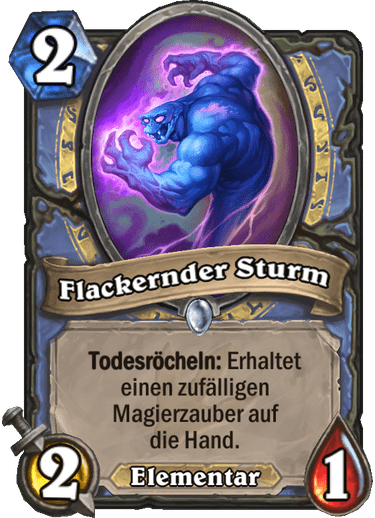 2
Flackernder Sturm
Todesröcheln: Erhaltet
einen zufälligen
Magierzauber auf
die Hand.
2
Elementar
1